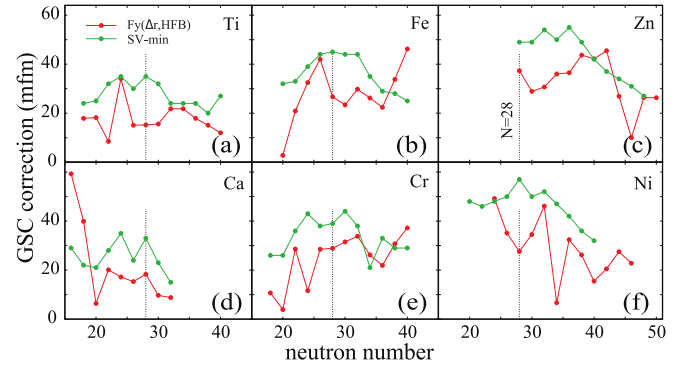 Fy(Δr,HFB)
SV-min
Ti
Fe
Zn
60
40
20
0
(a)
(b)
N=28
(c)
Ca
Cr
Ni
60
40
20
0
(d)
(e)
(f)
20 30 40 20 30 40 20 30 40 50
neutron number
GSC correction (mfm)